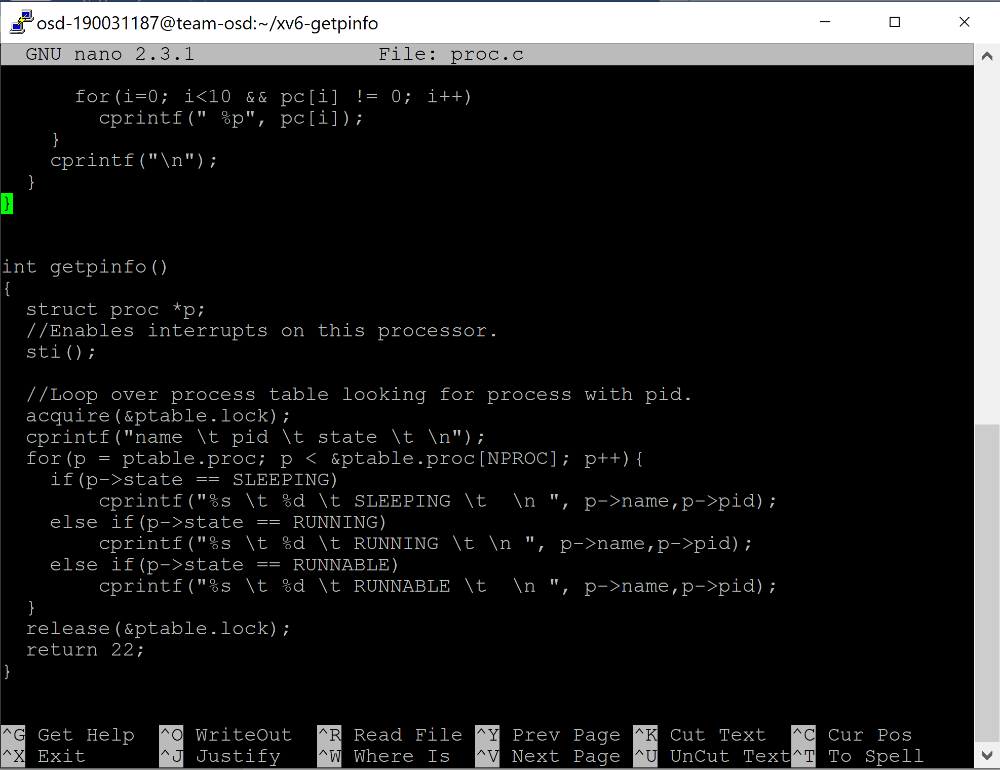 osd-190031187@team-osd:~/xv6-getpinfo
GNU nano 2.3.1 File: proc.c
for(i=0; i<10 && pc[i] != 0; i++)
cprintf(" %p", pc[i]);
}
cprintf("\n");
}
}
int getpinfo()
{
struct proc *p;
//Enables interrupts on this processor.
sti();
//Loop over process table looking for process with pid.
acquire(&ptable.lock);
cprintf("name \t pid \t state \t \n");
for(p = ptable.proc; p < &ptable.proc[NPROC]; p++){
if(p->state == SLEEPING)
cprintf("%s \t %d \t SLEEPING \t  \n ", p->name,p->pid);
else if(p->state == RUNNING)
cprintf("%s \t %d \t RUNNING \t \n ", p->name,p->pid);
else if(p->state == RUNNABLE)
cprintf("%s \t %d \t RUNNABLE \t  \n ", p->name,p->pid);
}
release(&ptable.lock);
return 22;
}
^G Get Help ^O WriteOut ^R Read File ^Y Prev Page ^K Cut Text ^C Cur Pos
^X Exit ^J Justify ^W Where Is ^V Next Page ^U UnCut Text ^T To Spell